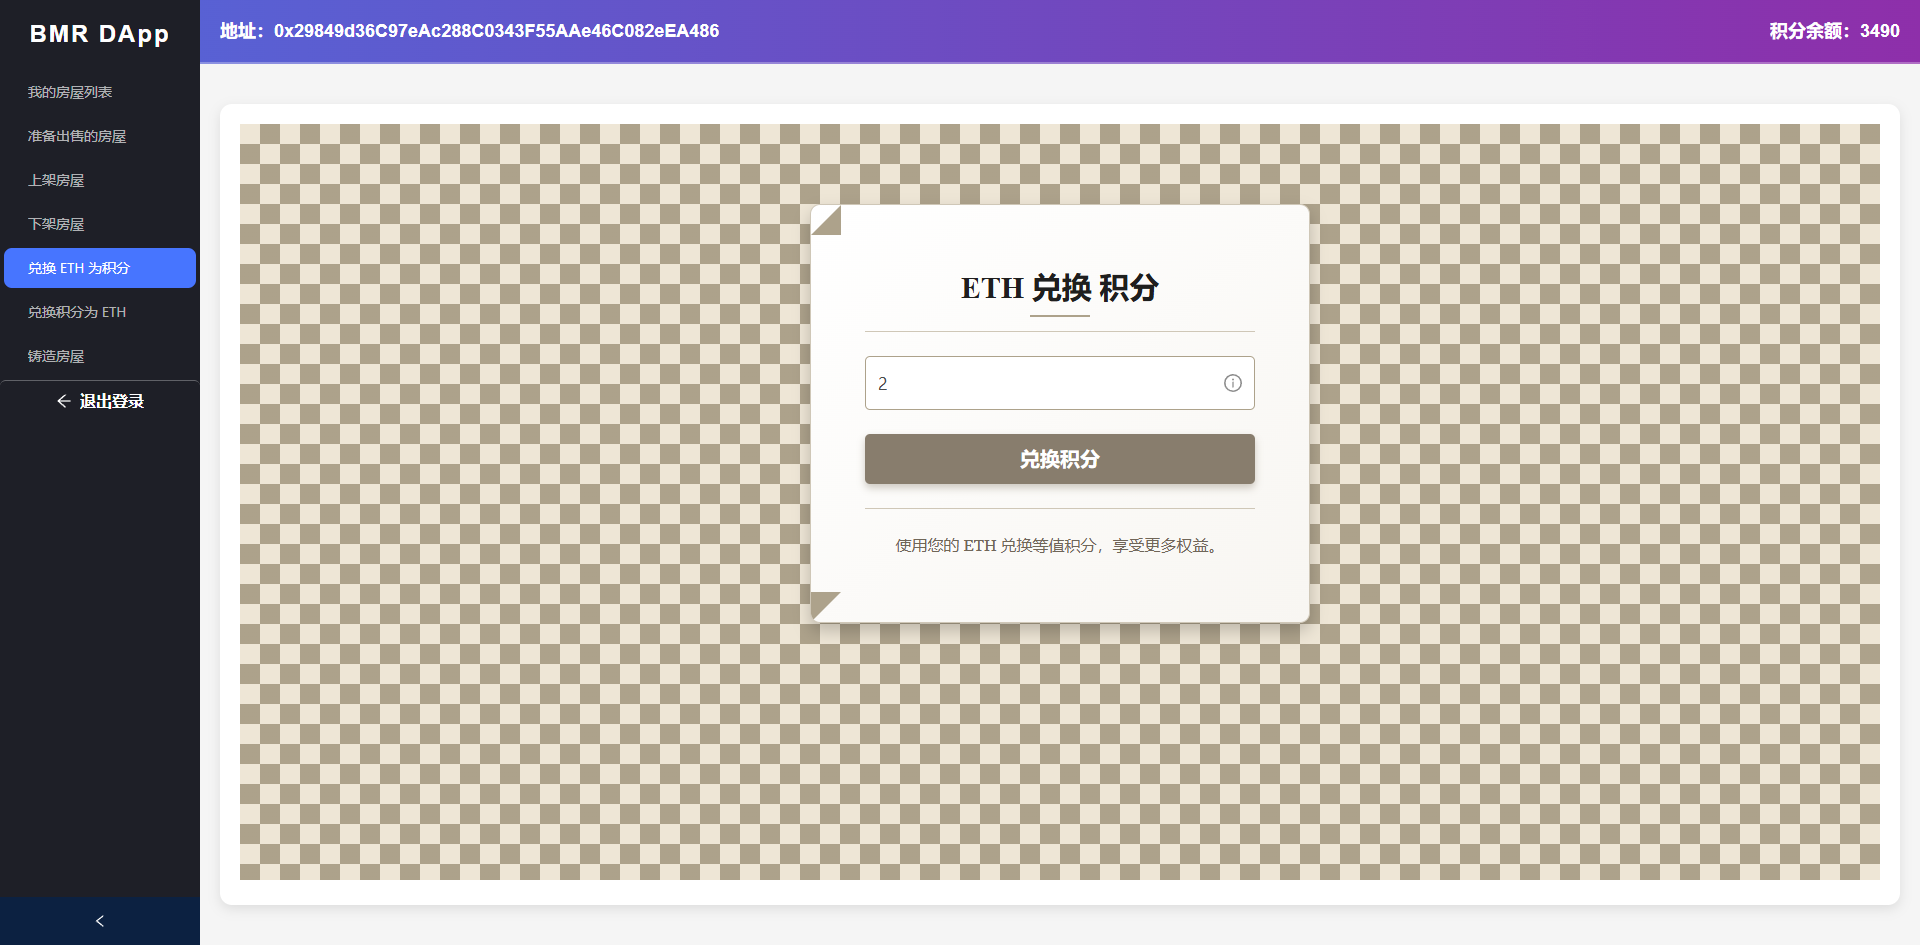 BMR DApp
我的房屋列表
准备出售的房屋
上架房屋
下架房屋
兑换 ETH 为积分
兑换积分为 ETH
铸造房屋
退出登录
地址：0x29849d36C97eAc288C0343F55AAe46C082eEA486
积分余额：3490
ETH 兑换 积分
2
兑换积分
使用您的 ETH 兑换等值积分，享受更多权益。